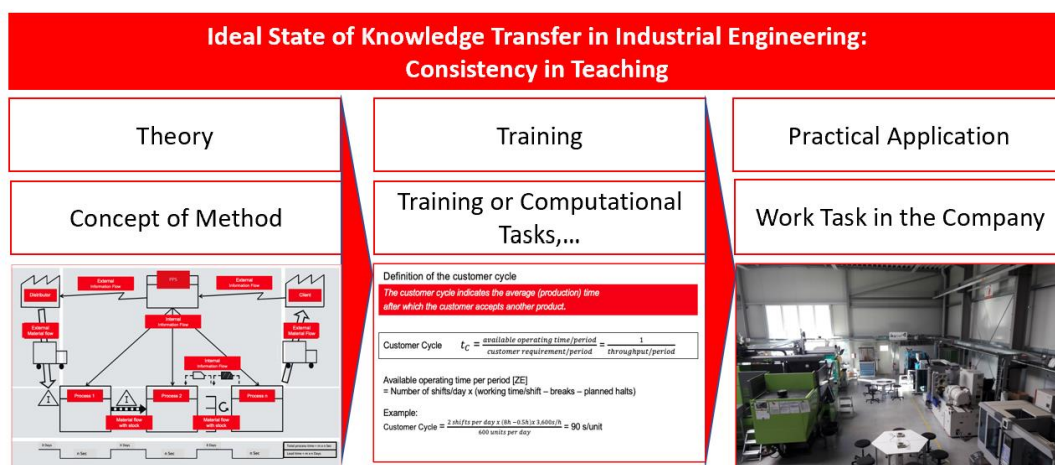 Ideal State of Knowledge Transfer in Industrial Engineering:
Consistency in Teaching
Theory
Training
Practical Application
Concept of Method
Training or Computational
Tasks,...
Work Task in the Company
PPS
External
Information Flow
External
Information Flow
Distributor
Client
Internal
Information Flow
External
Material flow
External
Material Flow
Internal
Information Flow
Process 1
Process 2
Process n
Material flow
with stock
Material flow
with stock
n Sec
n Sec
n Sec
Definition of the customer cycle
The customer cycle indicates the average (production) time
after which the customer accepts another product.
Customer Cycle t_C = available operating time/period / customer requirement/period = 1 / throughput/period
Available operating time per period [ZE]
= Number of shifts/day x (working time/shift – breaks – planned halts)
Example:
Customer Cycle = 2 shifts per day x (8h −0.5h)x 3,600s/h / 600 units per day = 90 s/unit